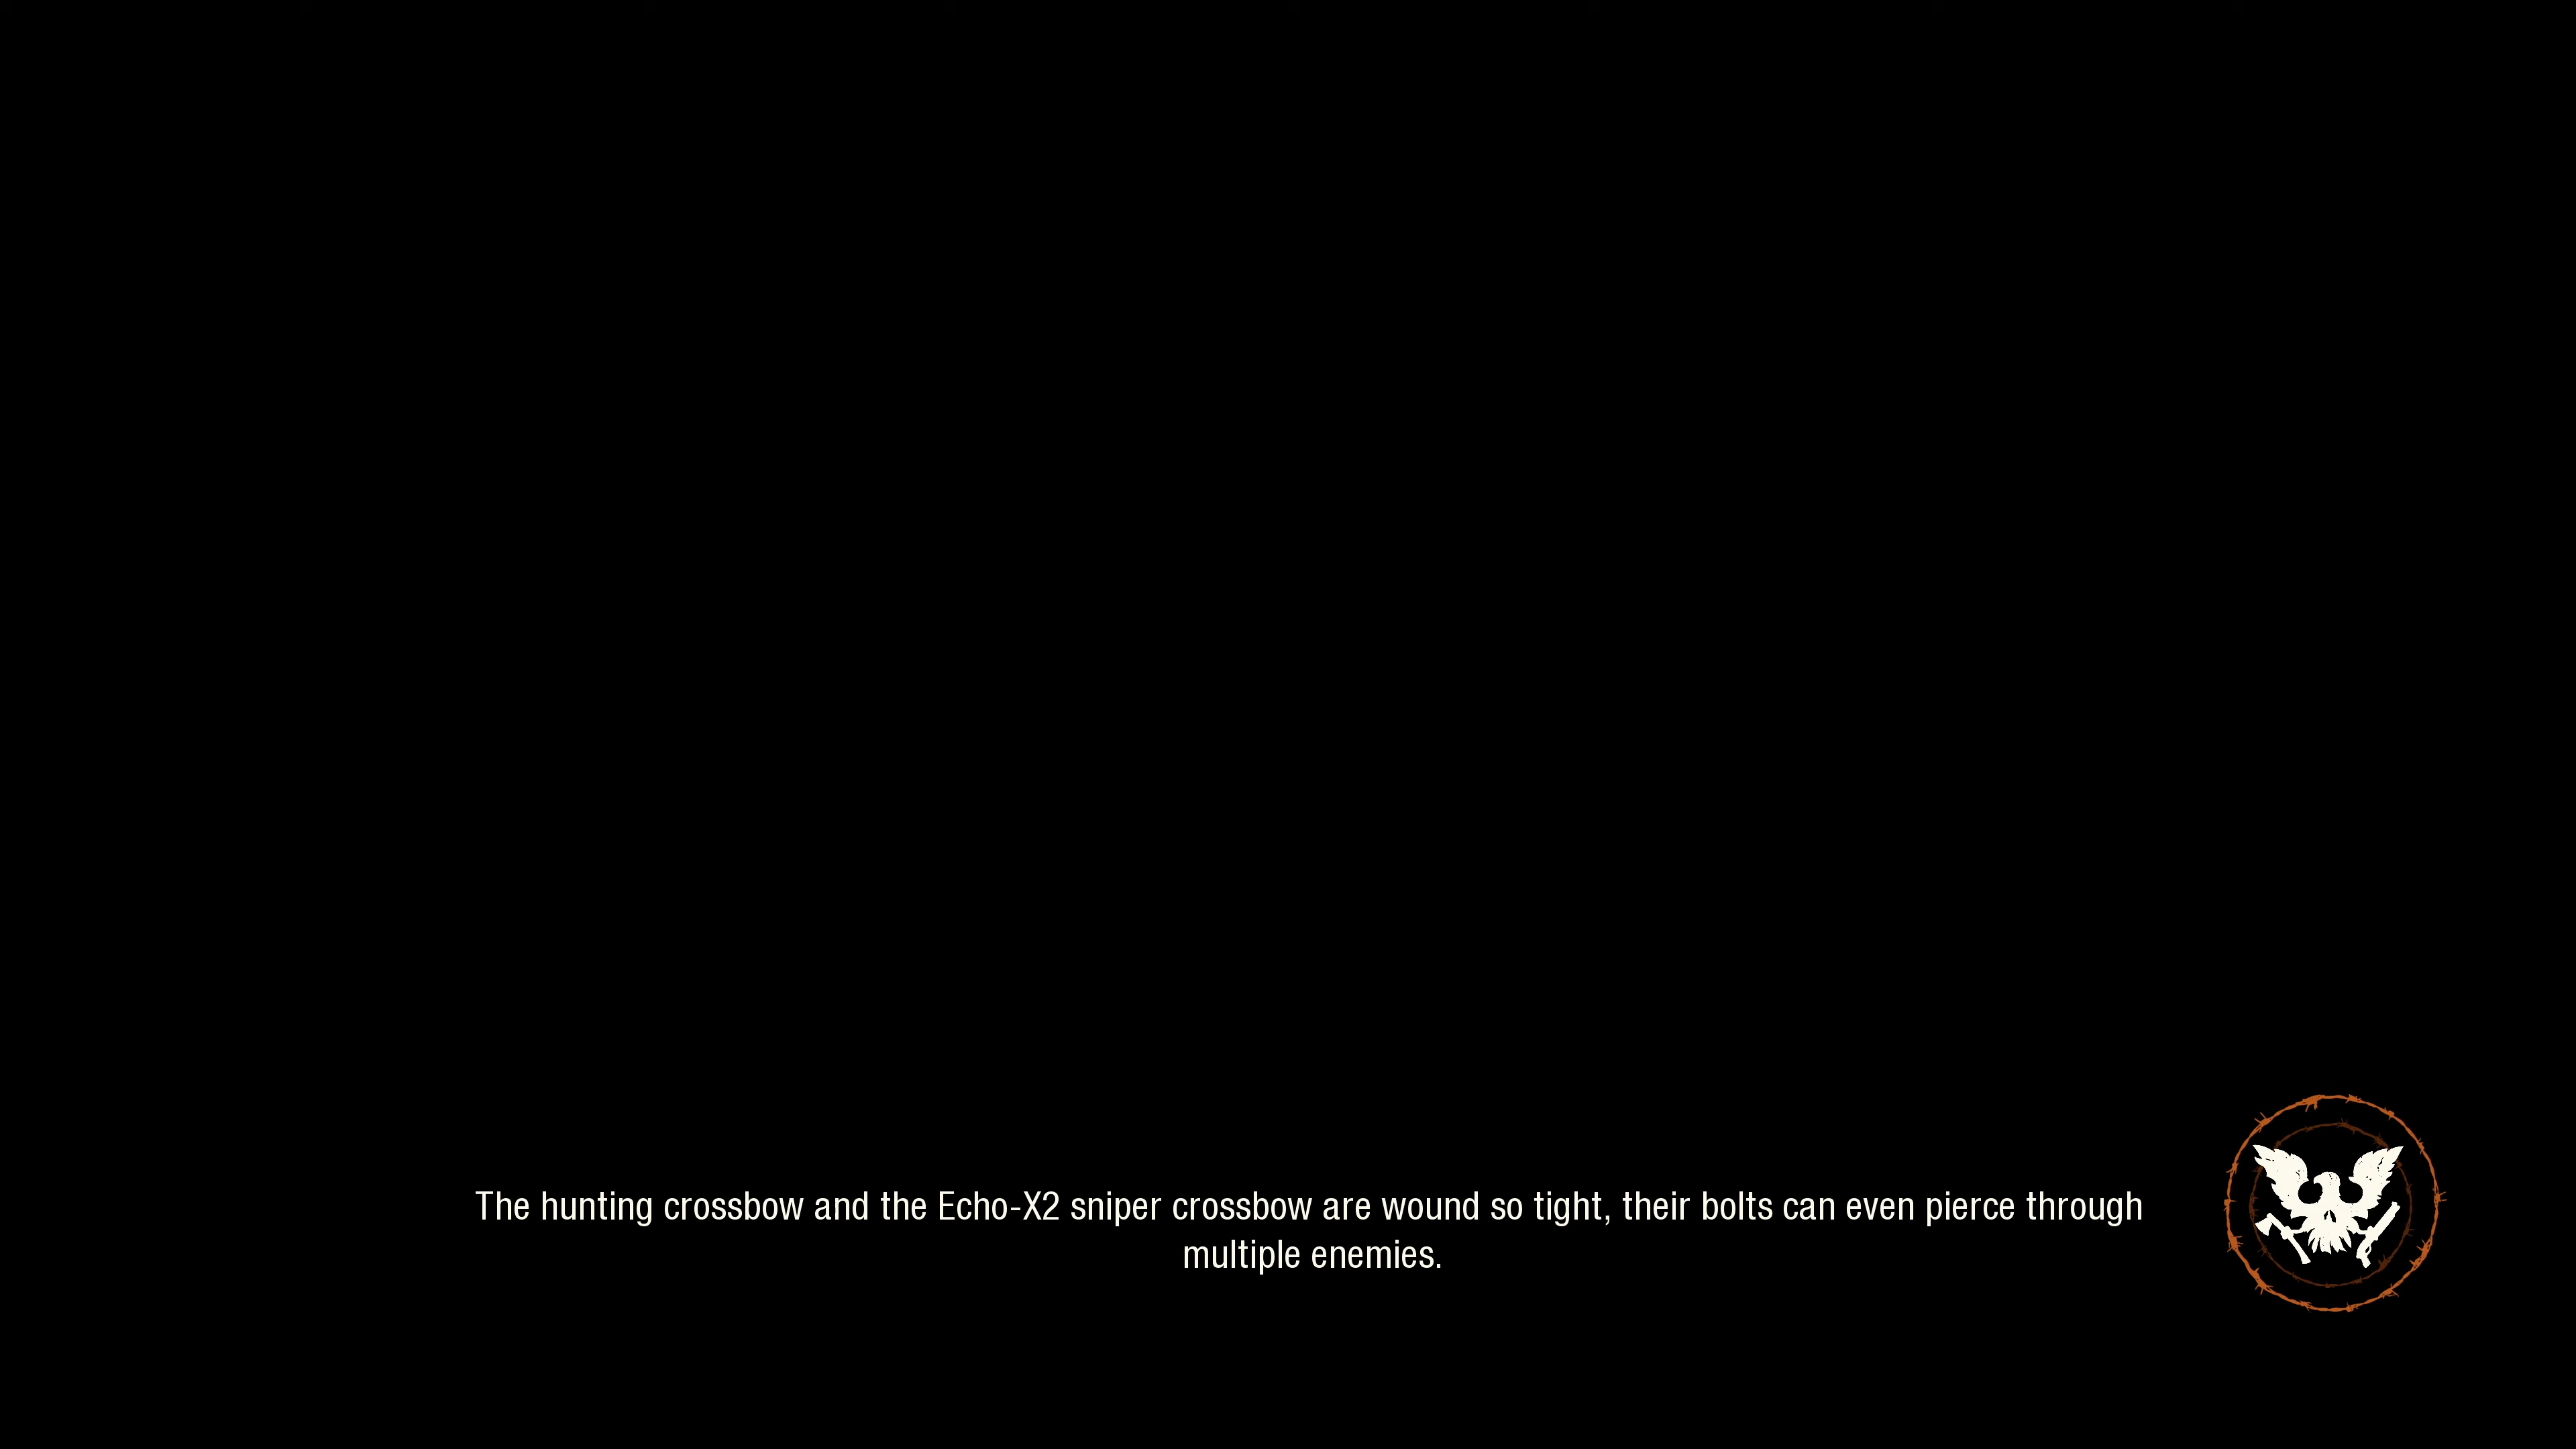 The hunting crossbow and the Echo-X2 sniper crossbow are wound so tight, their bolts can even pierce through
multiple enemies.